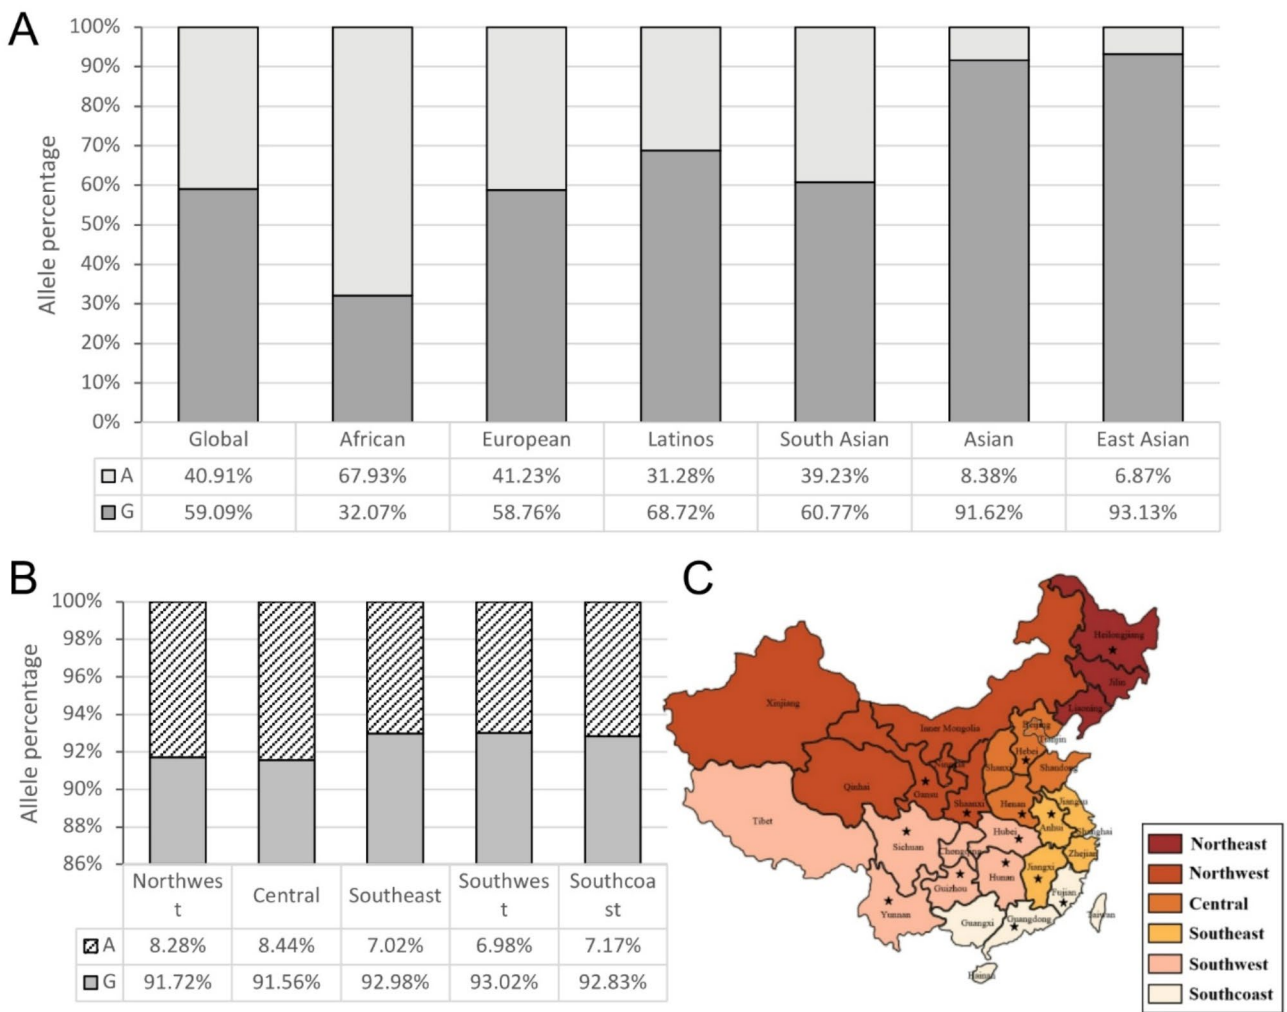 A
100%
90%
80%
70%
60%
50%
40%
30%
20%
10%
0%
Allele percentage
Global African European Latinos South Asian Asian East Asian
A 40.91% 67.93% 41.23% 31.28% 39.23% 8.38% 6.87%
G 59.09% 32.07% 58.76% 68.72% 60.77% 91.62% 93.13%
B
100%
98%
96%
94%
92%
90%
88%
86%
Allele percentage
Northwes Central Southeast Southwes Southcoa
t t st
A 8.28% 8.44% 7.02% 6.98% 7.17%
G 91.72% 91.56% 92.98% 93.02% 92.83%
C
Heilongjiang
Jilin
Liaoning
Xinjiang
Inner Mongolia
Beijing
Tianjin
Hebei
Ningxia
Shanxi
Shandong
Qinhai
Gansu
Shaanxi
Henan
Jiangsu
Tibet
Anhui
Shanghai
Sichuan
Chongqing
Hubei
Zhejiang
Guizhou
Hunan
Jiangxi
Fujian
Yunnan
Guangxi
Guangdong
Taiwan
Hainan
Northeast
Northwest
Central
Southeast
Southwest
Southcoast